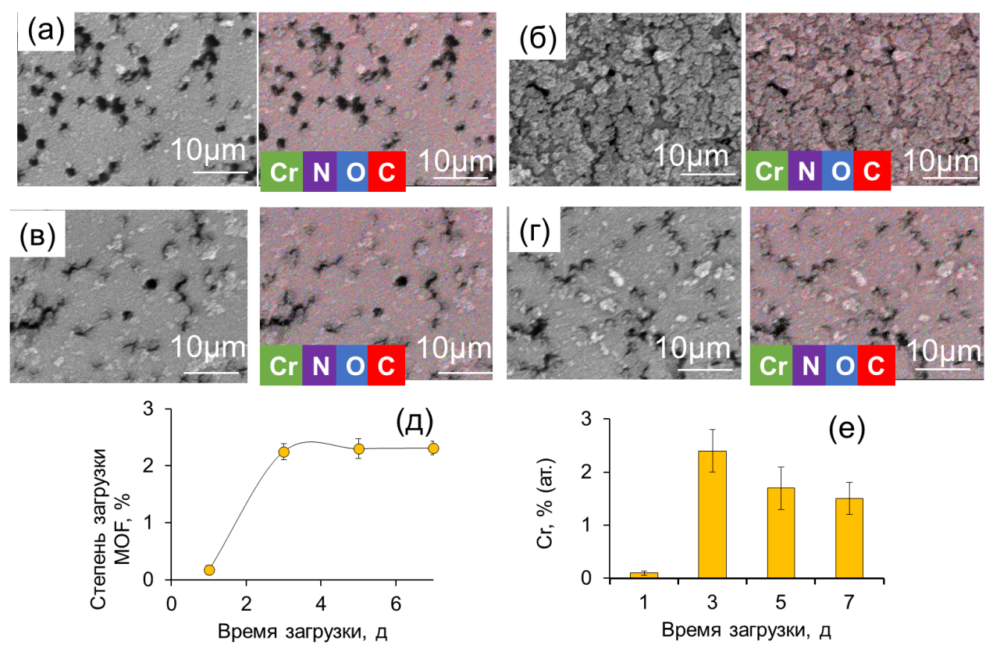 (а)
(б)
10µm
10µm
10µm
10µm
Cr N O C
Cr N O C
(в)
(г)
10µm
10µm
10µm
10µm
Cr N O C
Cr N O C
(д)
3
2
1
0
Степень загрузки
MOF, %
0 2 4 6
Время загрузки, д
(е)
3
2
1
0
Cr, % (ат.)
1 3 5 7
Время загрузки, д